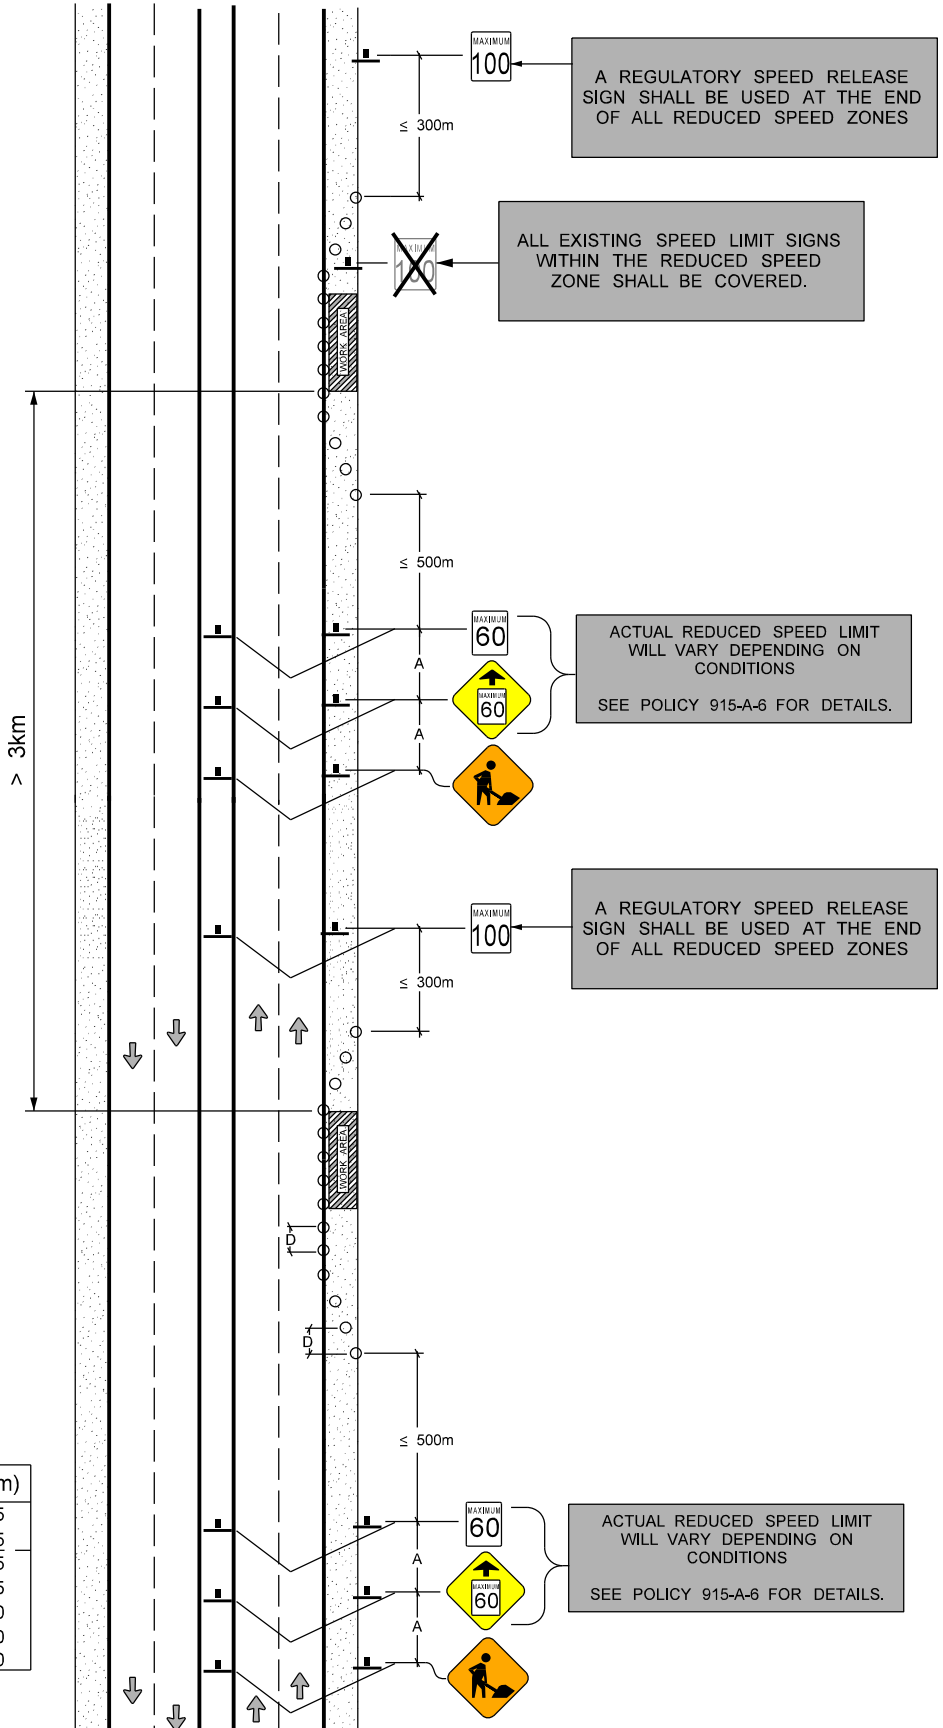 MAXIMUM
100
A REGULATORY SPEED RELEASE
SIGN SHALL BE USED AT THE END
OF ALL REDUCED SPEED ZONES
≤ 300m
ALL EXISTING SPEED LIMIT SIGNS
WITHIN THE REDUCED SPEED
ZONE SHALL BE COVERED.
MAXIMUM
100
WORK AREA
≤ 500m
MAXIMUM
60
ACTUAL REDUCED SPEED LIMIT
WILL VARY DEPENDING ON
CONDITIONS
SEE POLICY 915-A-6 FOR DETAILS.
A
MAXIMUM
60
A
> 3km
MAXIMUM
100
A REGULATORY SPEED RELEASE
SIGN SHALL BE USED AT THE END
OF ALL REDUCED SPEED ZONES
≤ 300m
WORK AREA
D
D
≤ 500m
m)
MAXIMUM
60
ACTUAL REDUCED SPEED LIMIT
WILL VARY DEPENDING ON
CONDITIONS
SEE POLICY 915-A-6 FOR DETAILS.
A
MAXIMUM
60
A